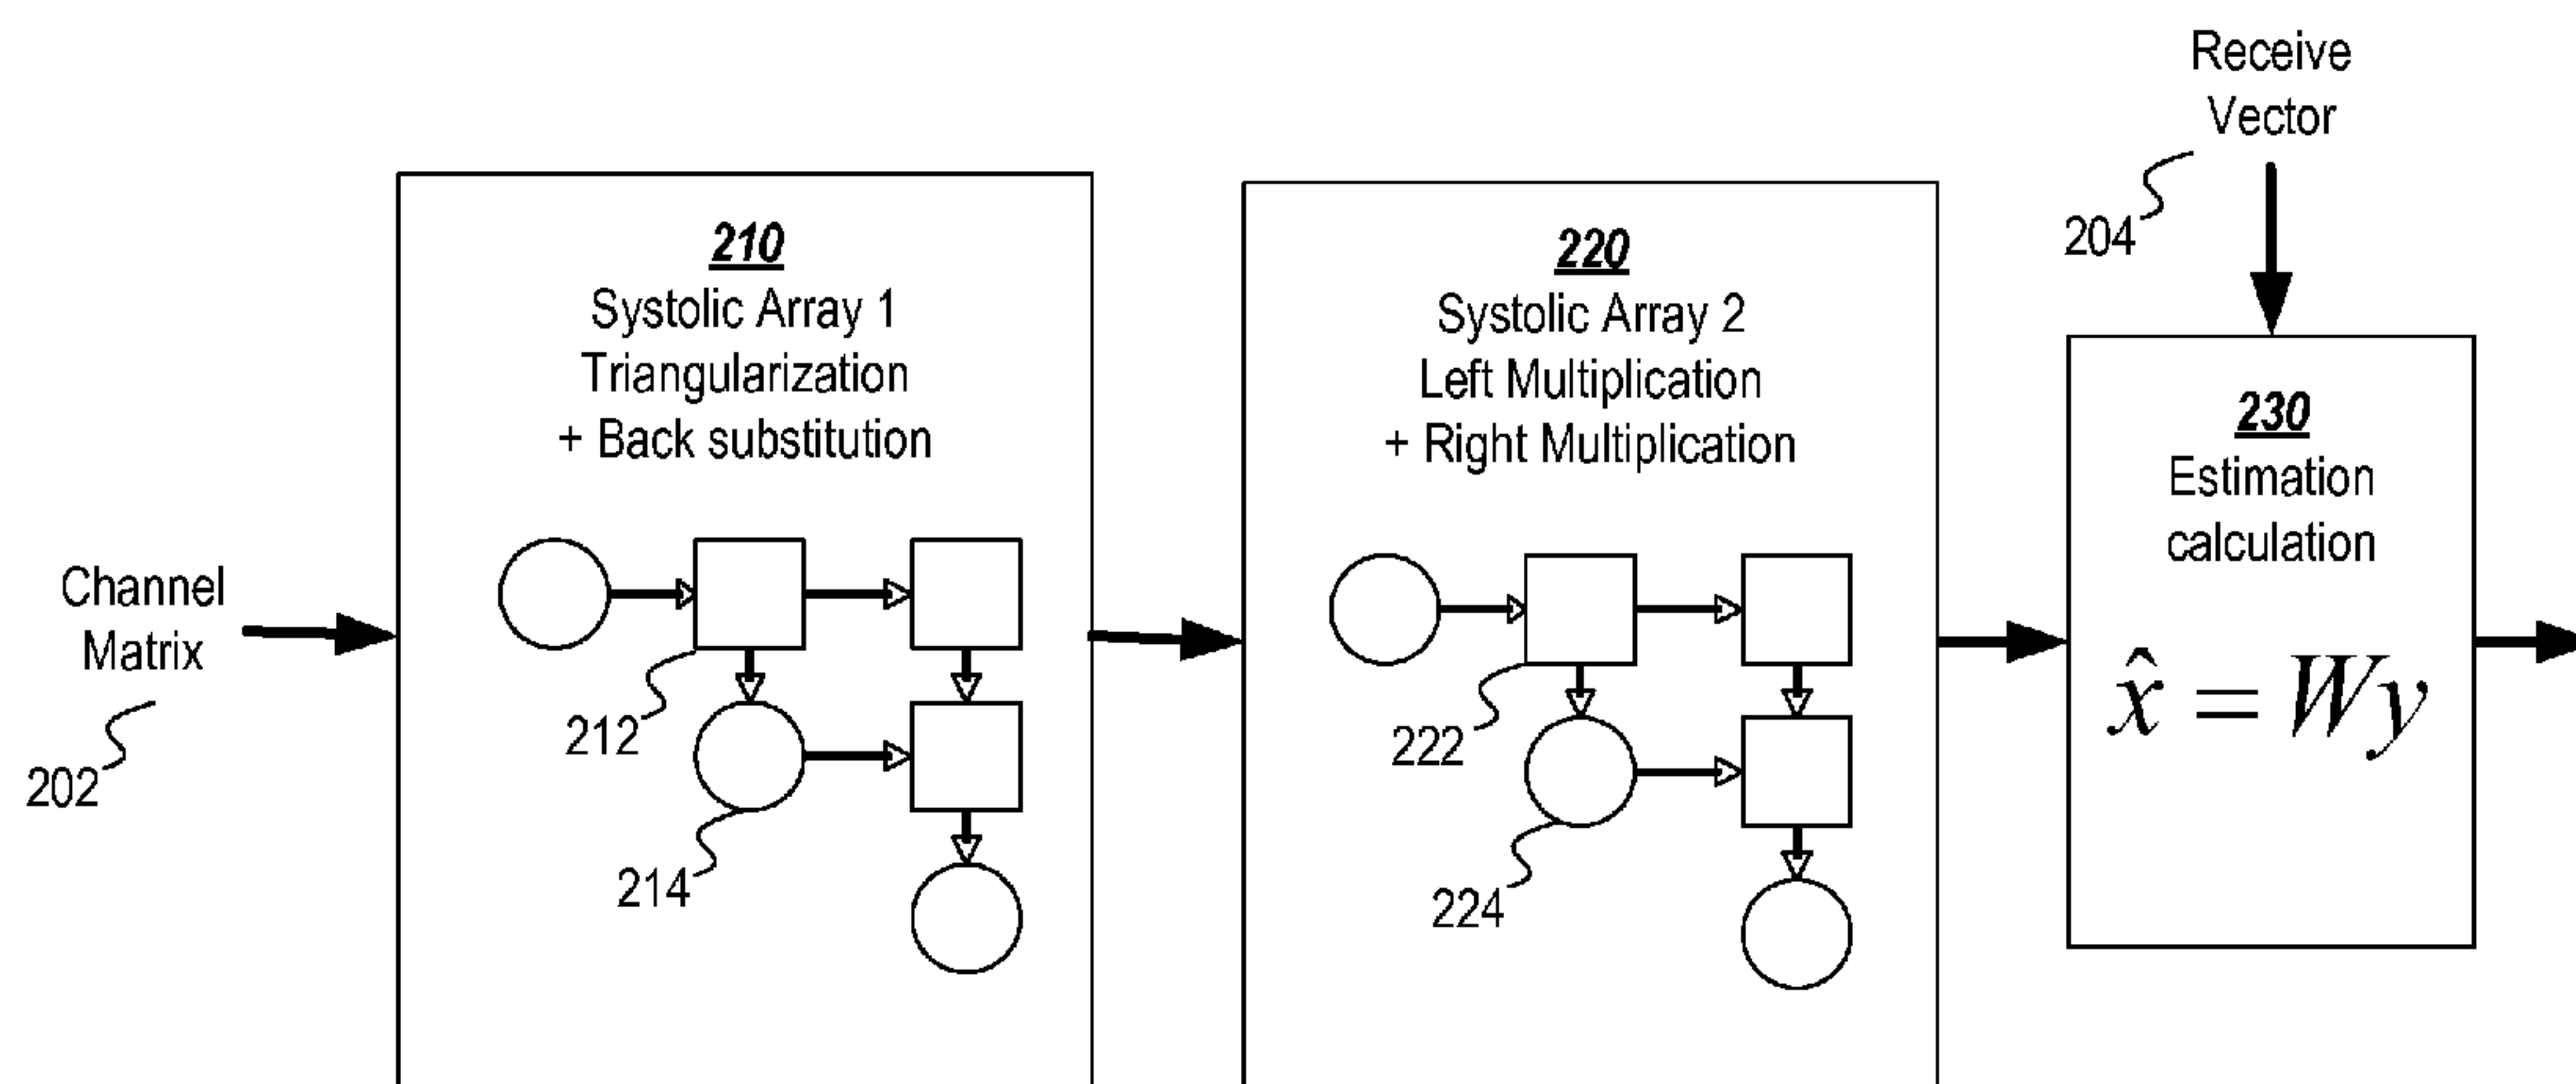 Receive
Vector
204
210
Systolic Array 1
Triangularization
+ Back substitution
220
Systolic Array 2
Left Multiplication
+ Right Multiplication
230
Estimation
calculation
x̂ = Wy
Channel
Matrix
202
212
214
222
224